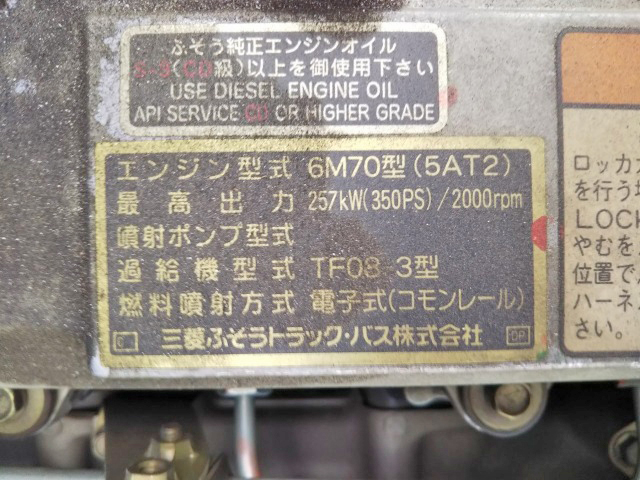 ふそう純正エンジンオイル
(CD級)以上を御使用下さい
USE DIESEL ENGINE OIL
API SERVICE CD OR HIGHER GRADE
エンジン型式 6M70型(5AT2)
最高出力 257kW(350PS)/2000rpm
噴射ポンプ型式
過給機型式 TF08-3型
燃料噴射方式 電子式(コモンレール)
三菱ふそうトラック・バス株式会社
ロッカ
を行う
LOCK
やむを
位置で
ハーネ
さい。